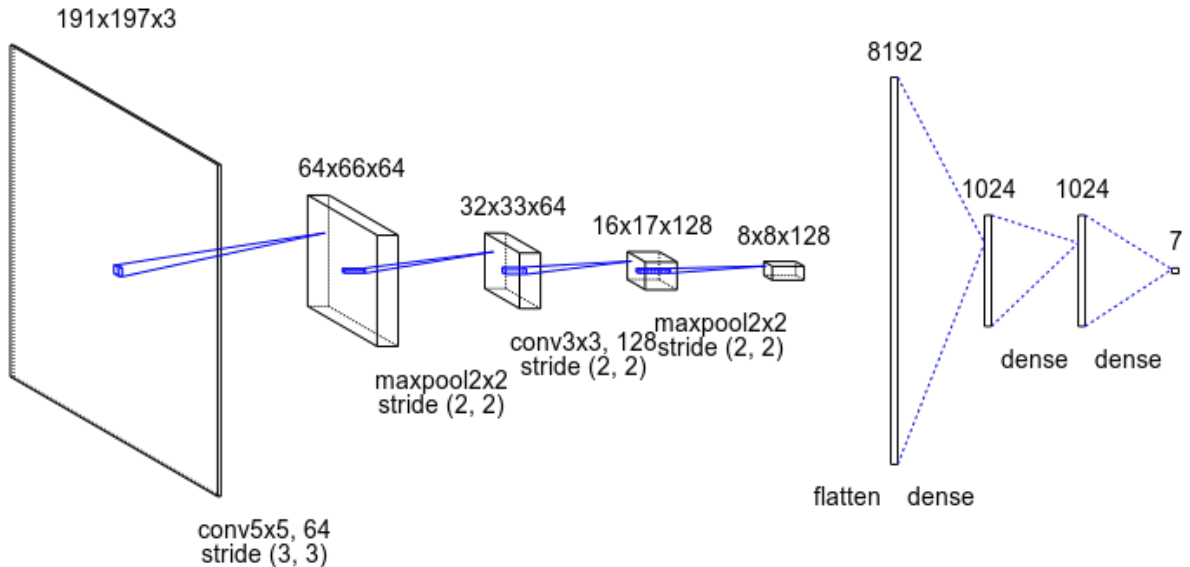 191x197x3
conv5x5, 64
stride (3, 3)
64x66x64
maxpool2x2
stride (2, 2)
32x33x64
conv3x3, 128
stride (2, 2)
16x17x128
maxpool2x2
stride (2, 2)
8x8x128
8192
flatten
dense
1024
dense
1024
dense
7